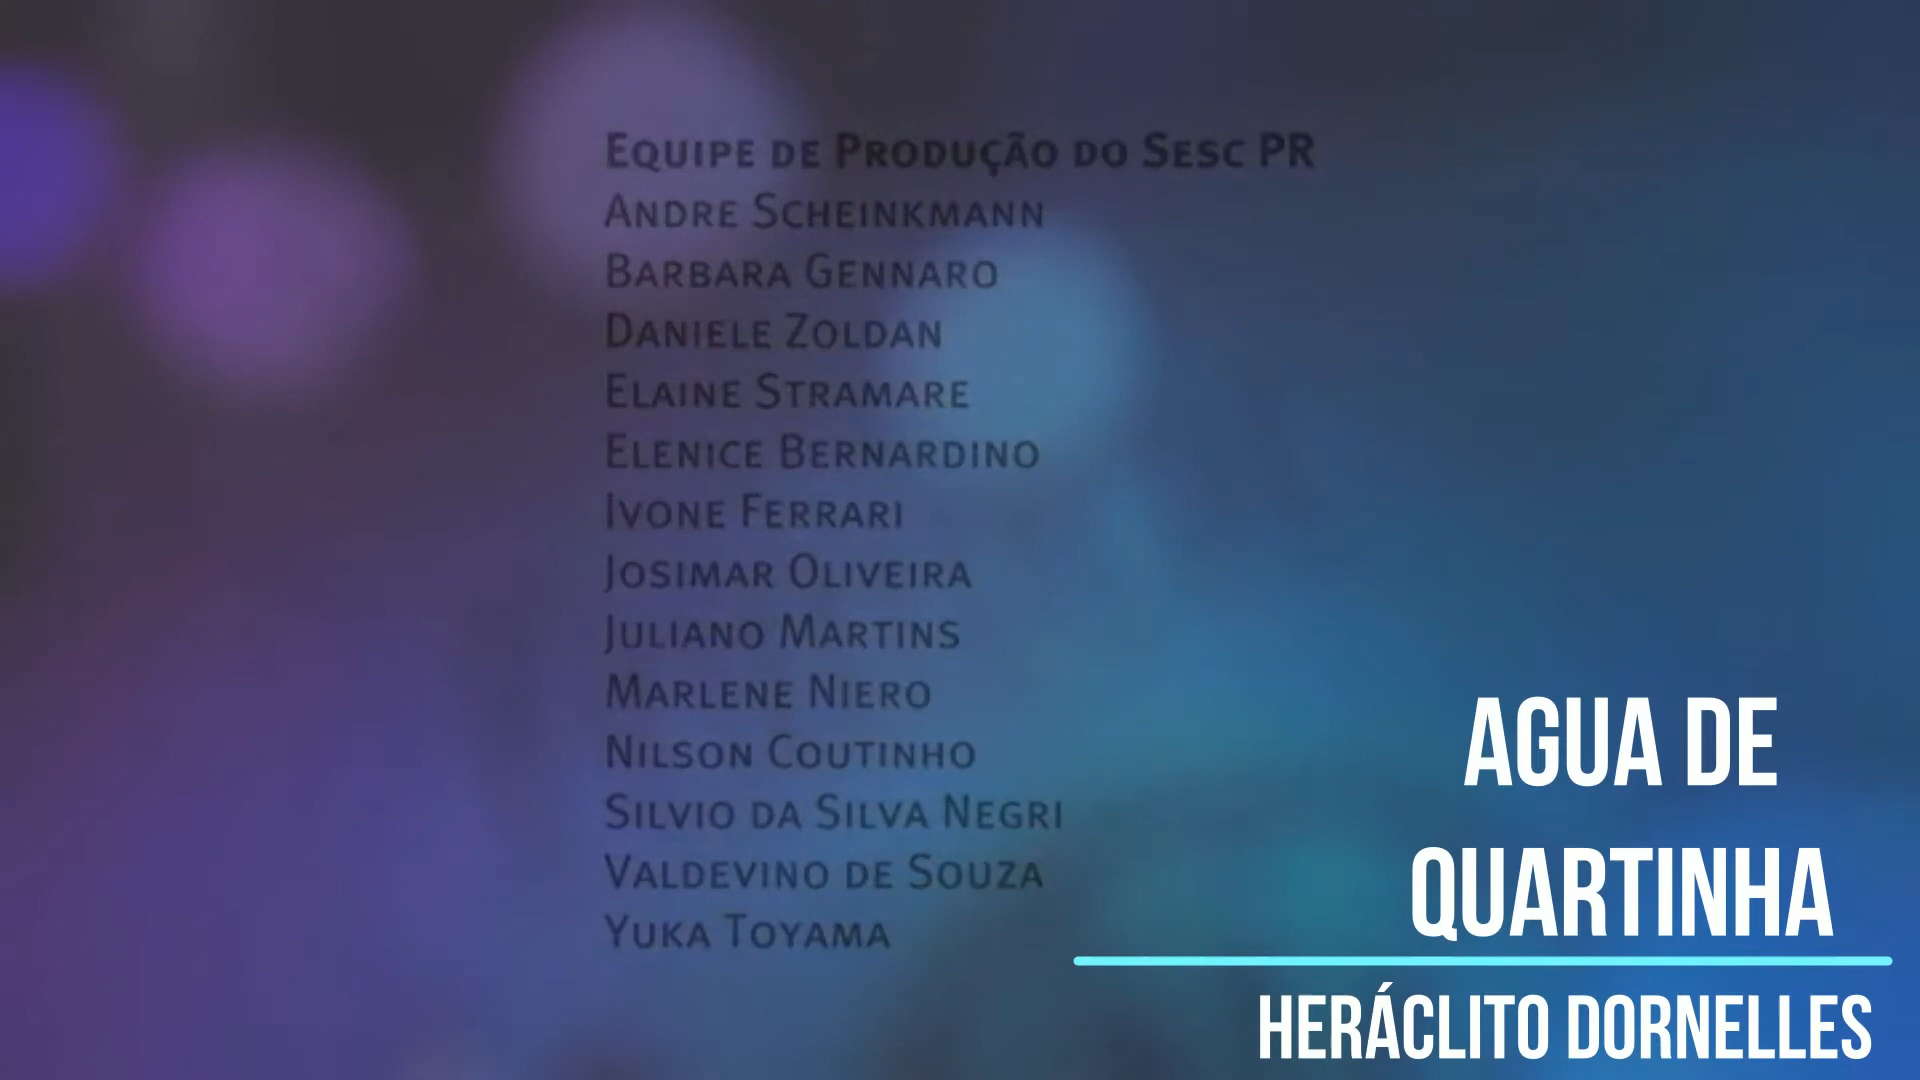 Equipe de Produção do Sesc PR
Andre Scheinkmann
Barbara Gennaro
Daniele Zoldan
Elaine Stramare
Elenice Bernardino
Ivone Ferrari
Josimar Oliveira
Juliano Martins
Marlene Niero
Nilson Coutinho
Silvio da Silva Negri
Valdevino de Souza
Yuka Toyama
AGUA DE
QUARTINHA
HERÁCLITO DORNELLES